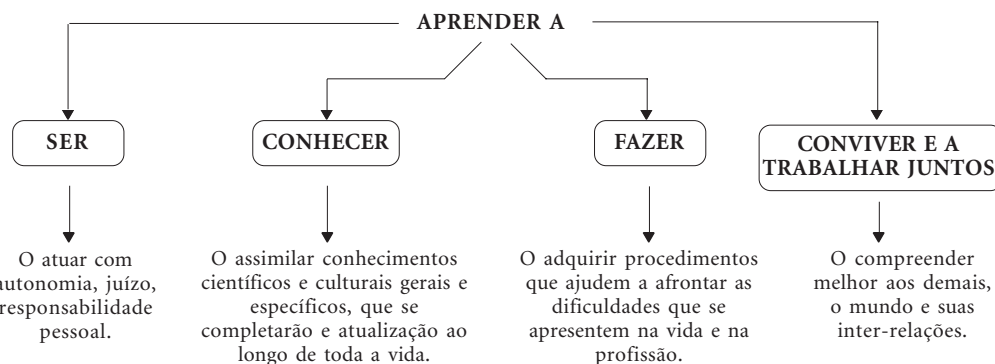 APRENDER A
SER
CONHECER
FAZER
CONVIVER E A
TRABALHAR JUNTOS
O atuar com
autonomia, juízo,
responsabilidade
pessoal.
O assimilar conhecimentos
científicos e culturais gerais e
específicos, que se
completarão e atualização ao
longo de toda a vida.
O adquirir procedimentos
que ajudem a afrontar as
dificuldades que se
apresentem na vida e na
profissão.
O compreender
melhor aos demais,
o mundo e suas
inter-relações.